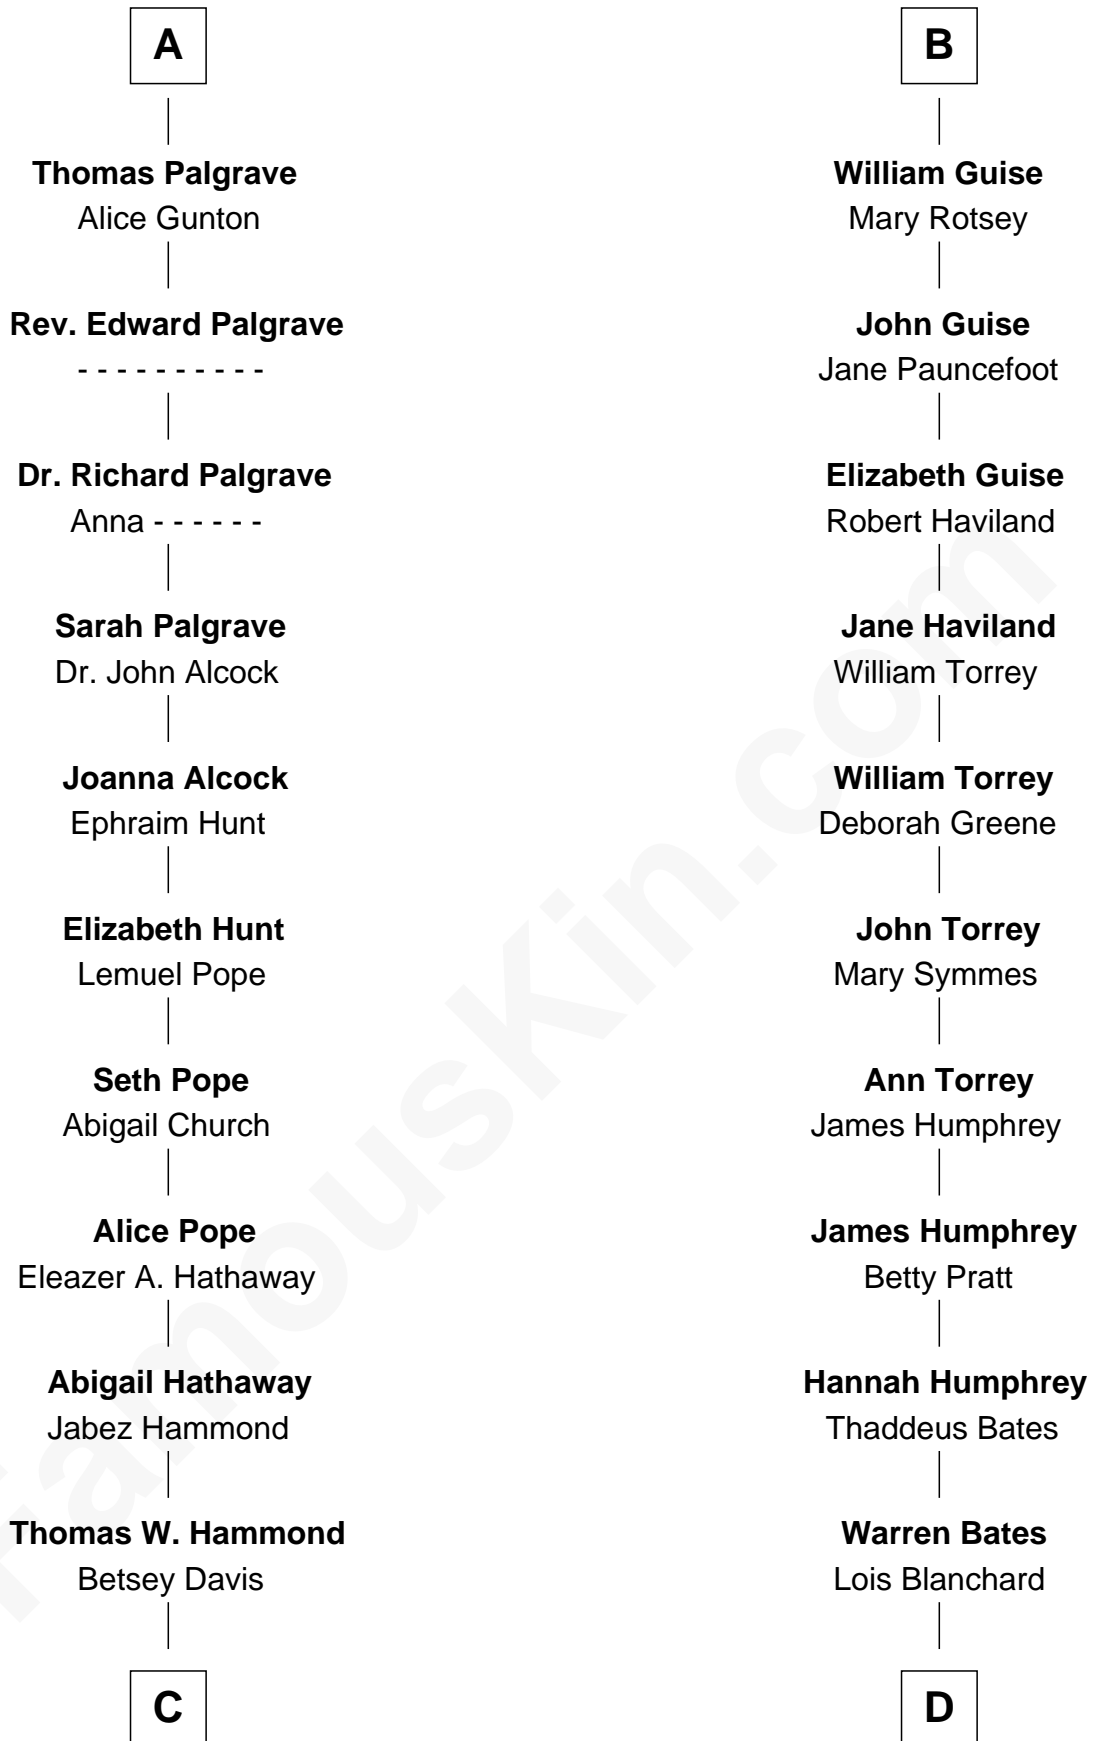 A
Thomas Palgrave
Alice Gunton
Rev. Edward Palgrave
- - - - - - - - - -
Dr. Richard Palgrave
Anna - - - - - -
Sarah Palgrave
Dr. John Alcock
Joanna Alcock
Ephraim Hunt
Elizabeth Hunt
Lemuel Pope
Seth Pope
Abigail Church
Alice Pope
Eleazer A. Hathaway
Abigail Hathaway
Jabez Hammond
Thomas W. Hammond
Betsey Davis
C
B
William Guise
Mary Rotsey
John Guise
Jane Pauncefoot
Elizabeth Guise
Robert Haviland
Jane Haviland
William Torrey
William Torrey
Deborah Greene
John Torrey
Mary Symmes
Ann Torrey
James Humphrey
James Humphrey
Betty Pratt
Hannah Humphrey
Thaddeus Bates
Warren Bates
Lois Blanchard
D
FamousKin.com